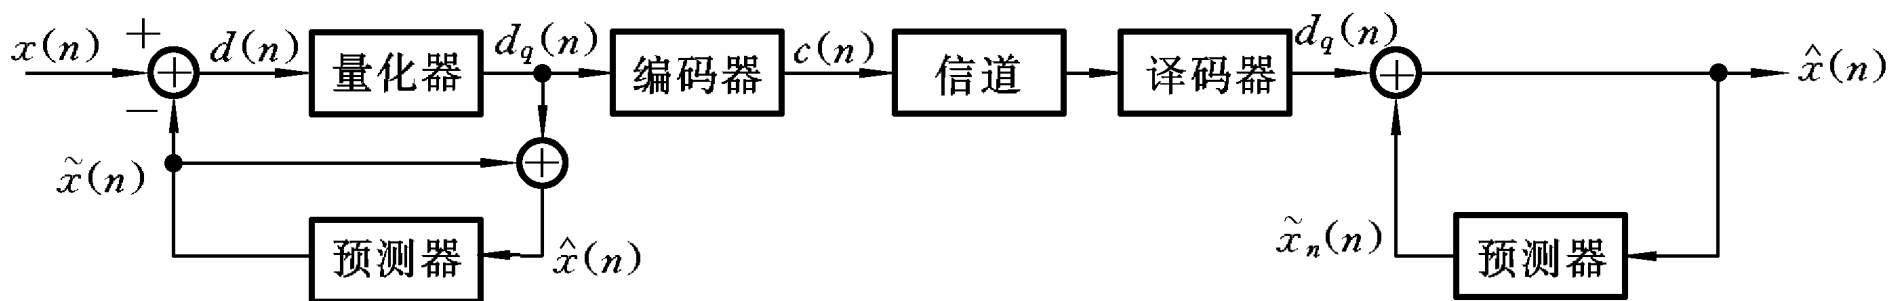 x(n)
+
−
d(n)
量化器
d_q(n)
编码器
c(n)
信道
译码器
d_q(n)
x̂(n)
x̃(n)
预测器
x̂(n)
x̃_n(n)
预测器